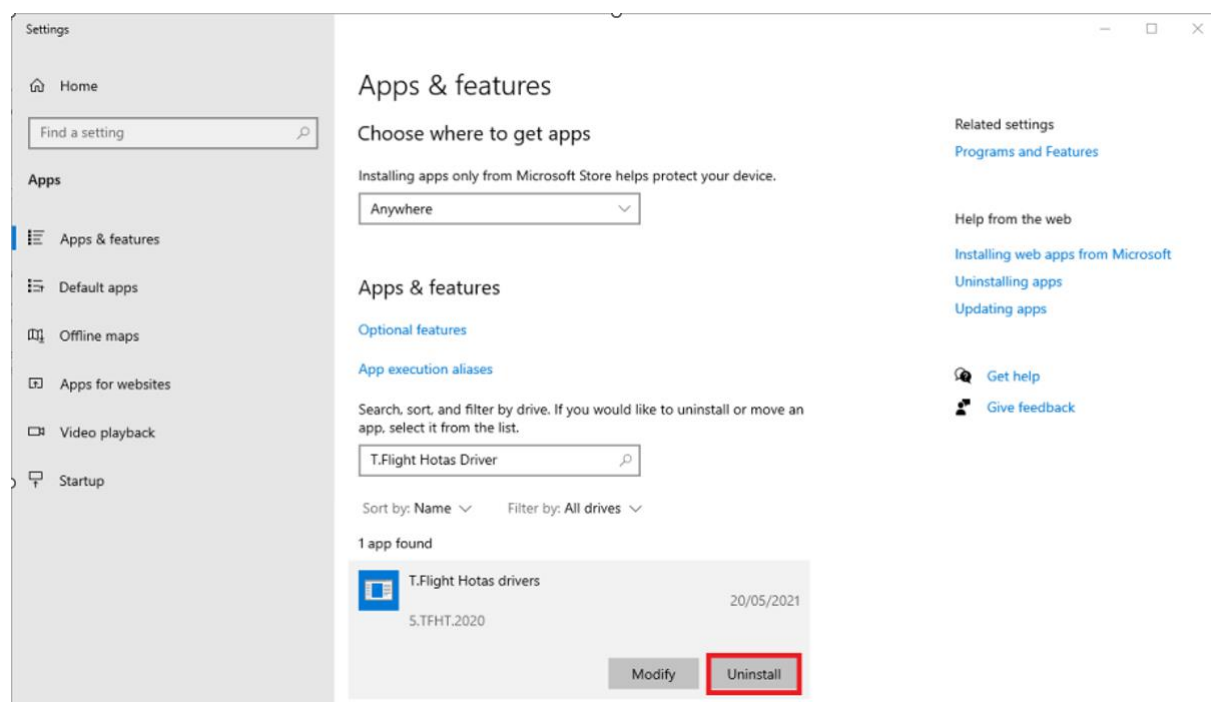 Settings
Home
Find a setting
Apps
Apps & features
Default apps
Offline maps
Apps for websites
Video playback
Startup
Apps & features
Choose where to get apps
Installing apps only from Microsoft Store helps protect your device.
Anywhere
Apps & features
Optional features
App execution aliases
Search, sort, and filter by drive. If you would like to uninstall or move an
app, select it from the list.
T.Flight Hotas Driver
Sort by: Name Filter by: All drives
1 app found
T.Flight Hotas drivers
20/05/2021
5.TFHT.2020
Modify Uninstall
Related settings
Programs and Features
Help from the web
Installing web apps from Microsoft
Uninstalling apps
Updating apps
Get help
Give feedback